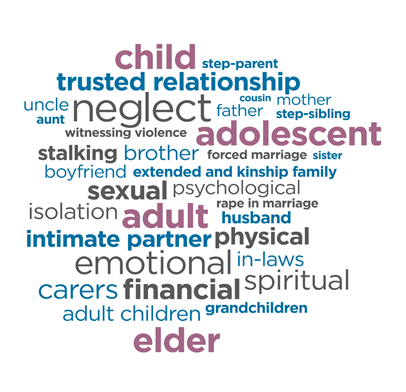 child step-parent
trusted relationship
uncle neglect cousin mother
aunt father step-sibling
witnessing violence adolescent
stalking brother forced marriage sister
boyfriend extended and kinship family
sexual psychological
isolation adult rape in marriage
husband
intimate partner physical
emotional in-laws
carers financial spiritual
adult children grandchildren
elder